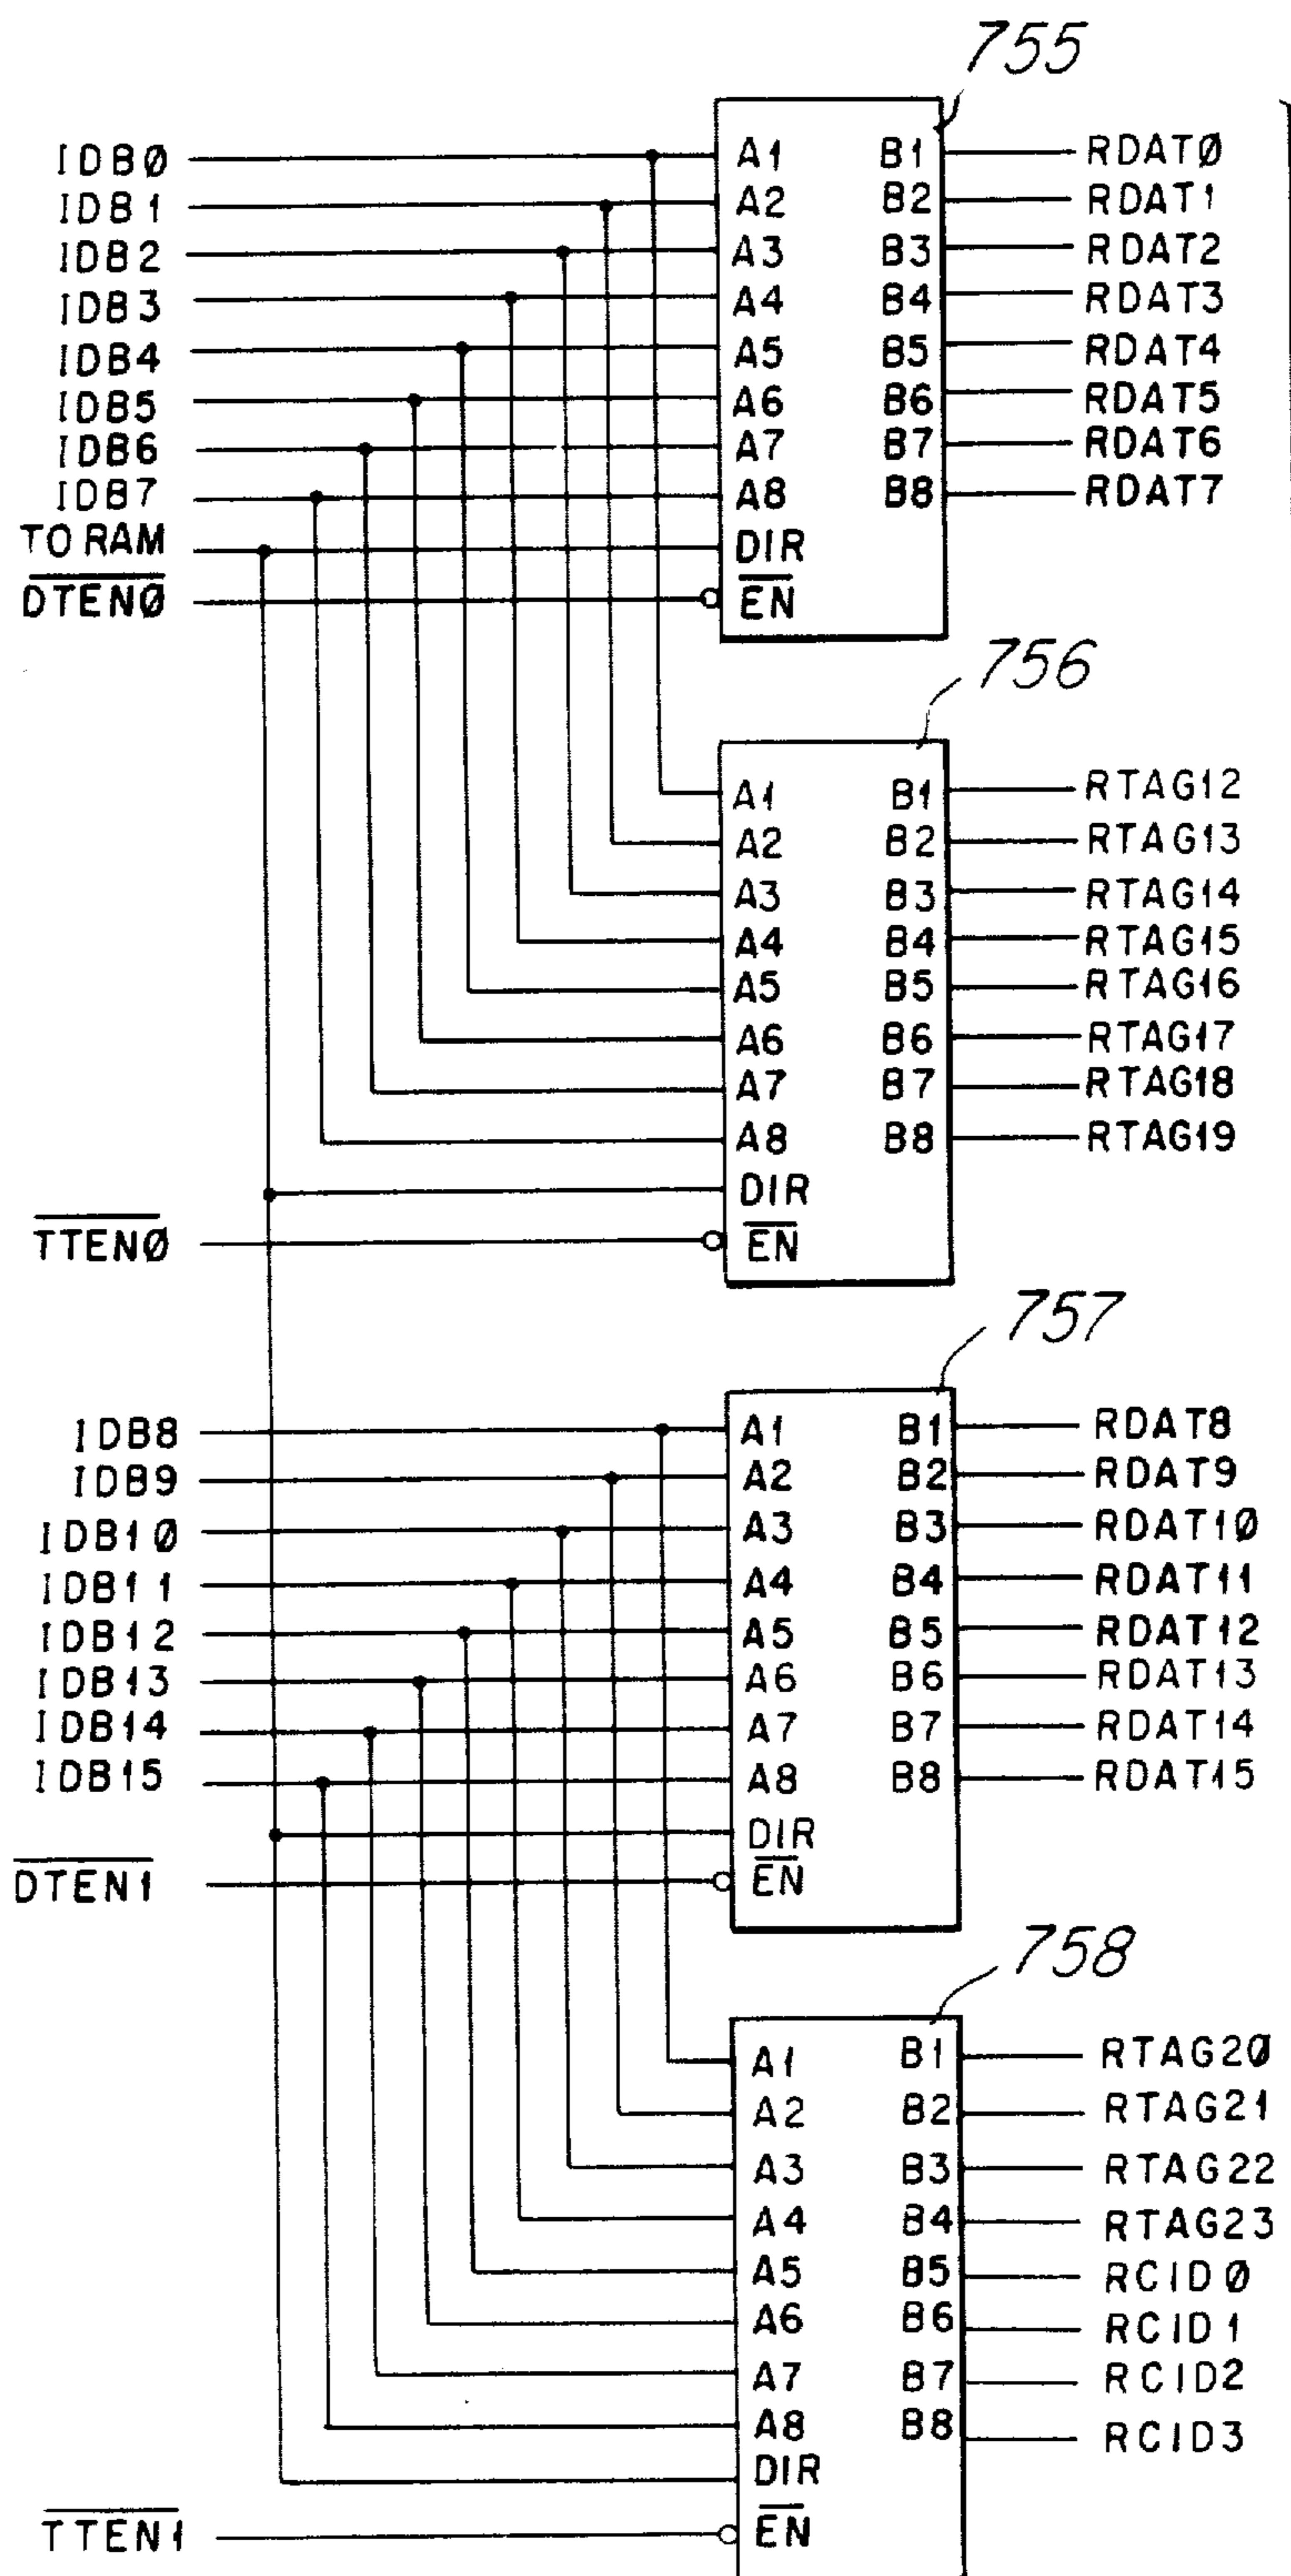 755
IDBØ A1 B1 RDATØ
IDB1 A2 B2 RDAT1
IDB2 A3 B3 RDAT2
IDB3 A4 B4 RDAT3
IDB4 A5 B5 RDAT4
IDB5 A6 B6 RDAT5
IDB6 A7 B7 RDAT6
IDB7 A8 B8 RDAT7
TO RAM DIR
DTENØ EN
756
A1 B1 RTAG12
A2 B2 RTAG13
A3 B3 RTAG14
A4 B4 RTAG15
A5 B5 RTAG16
A6 B6 RTAG17
A7 B7 RTAG18
A8 B8 RTAG19
DIR
TTENØ EN
757
IDB8 A1 B1 RDAT8
IDB9 A2 B2 RDAT9
IDB1Ø A3 B3 RDAT1Ø
IDB11 A4 B4 RDAT11
IDB12 A5 B5 RDAT12
IDB13 A6 B6 RDAT13
IDB14 A7 B7 RDAT14
IDB15 A8 B8 RDAT15
DIR
DTEN1 EN
758
A1 B1 RTAG2Ø
A2 B2 RTAG21
A3 B3 RTAG22
A4 B4 RTAG23
A5 B5 RCIDØ
A6 B6 RCID1
A7 B7 RCID2
A8 B8 RCID3
DIR
TTEN1 EN